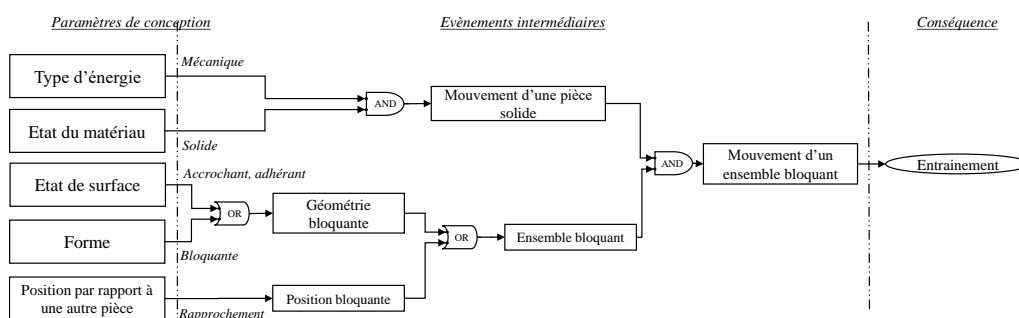 Paramètres de conception
Evènements intermédiaires
Conséquence
Type d'énergie
Mécanique
AND
Mouvement d'une pièce
solide
Etat du matériau
Solide
Etat de surface
Accrochant, adhérant
OR
Géométrie
bloquante
AND
Mouvement d'un
ensemble bloquant
Entrainement
Forme
Bloquante
OR
Ensemble bloquant
Position par rapport à
une autre pièce
Rapprochement
Position bloquante